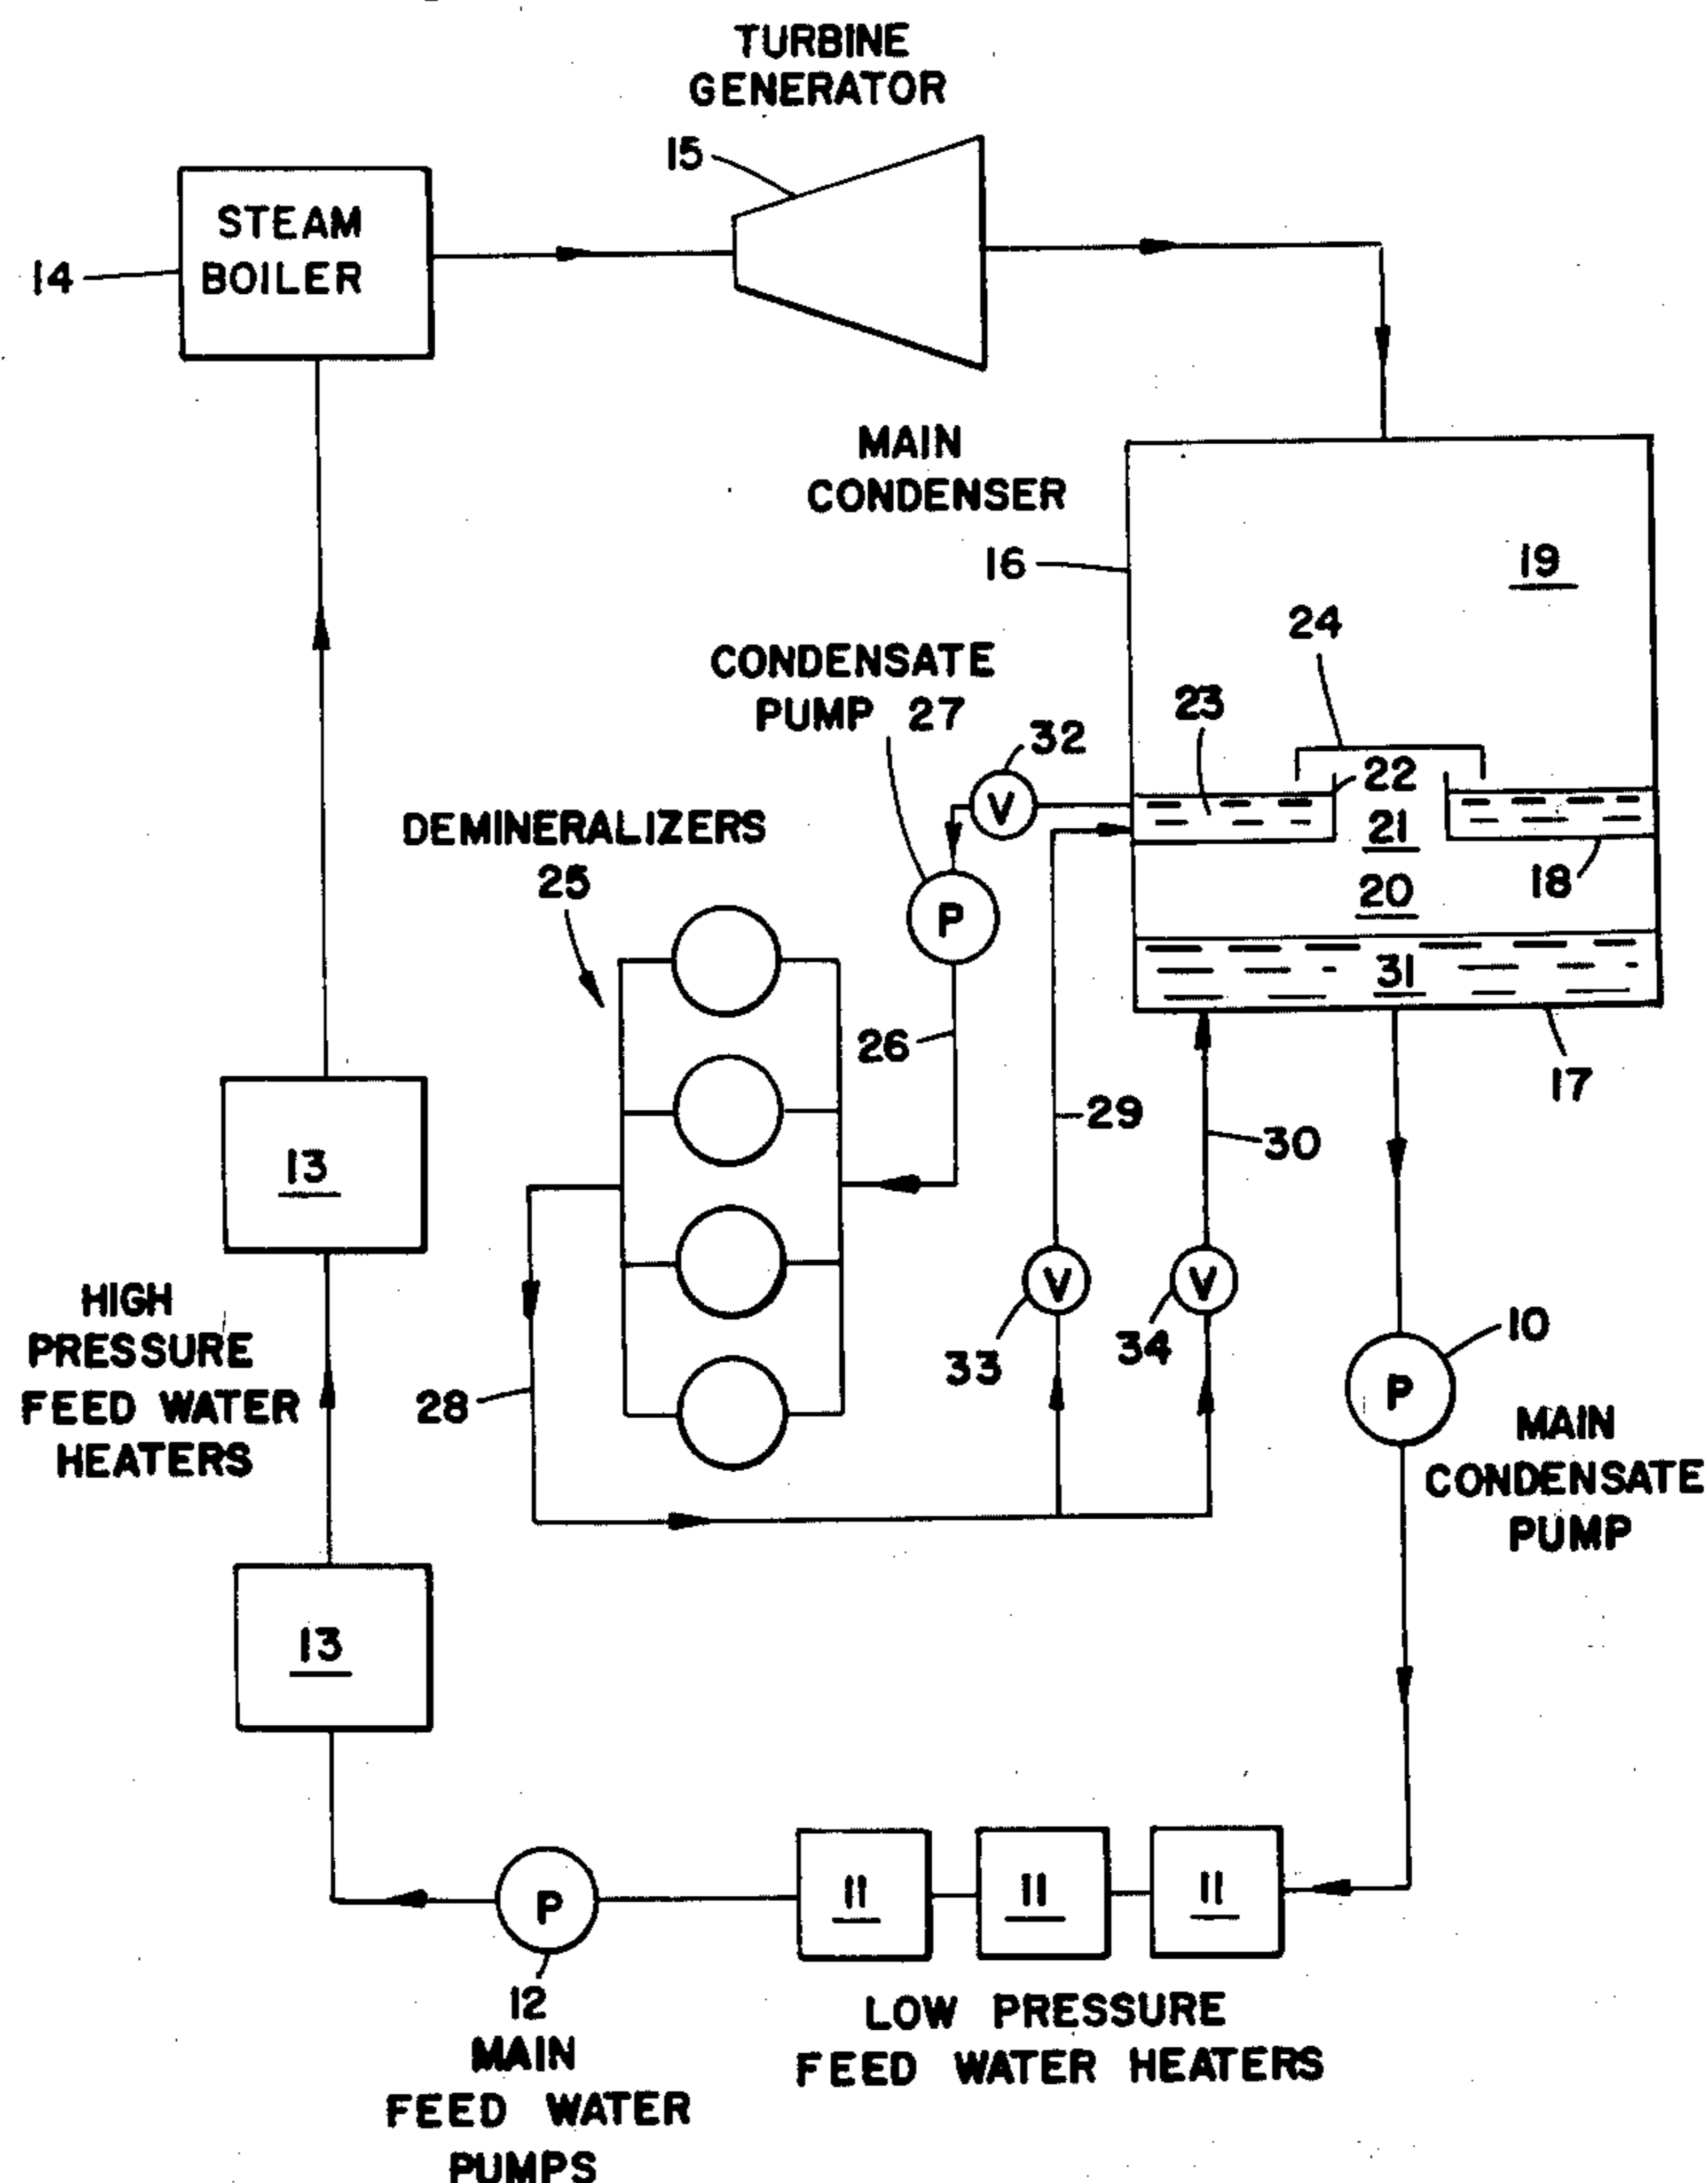 TURBINE
GENERATOR
15
STEAM
BOILER
14
MAIN
CONDENSER
16
19
24
CONDENSATE
PUMP 27
23
32
22
V
21
DEMINERALIZERS
25
18
20
P
31
26
17
29
30
13
V
V
HIGH
PRESSURE
FEED WATER
HEATERS
33
34
10
28
P
MAIN
CONDENSATE
PUMP
13
11
11
11
P
12
MAIN
FEED WATER
PUMPS
LOW PRESSURE
FEED WATER HEATERS